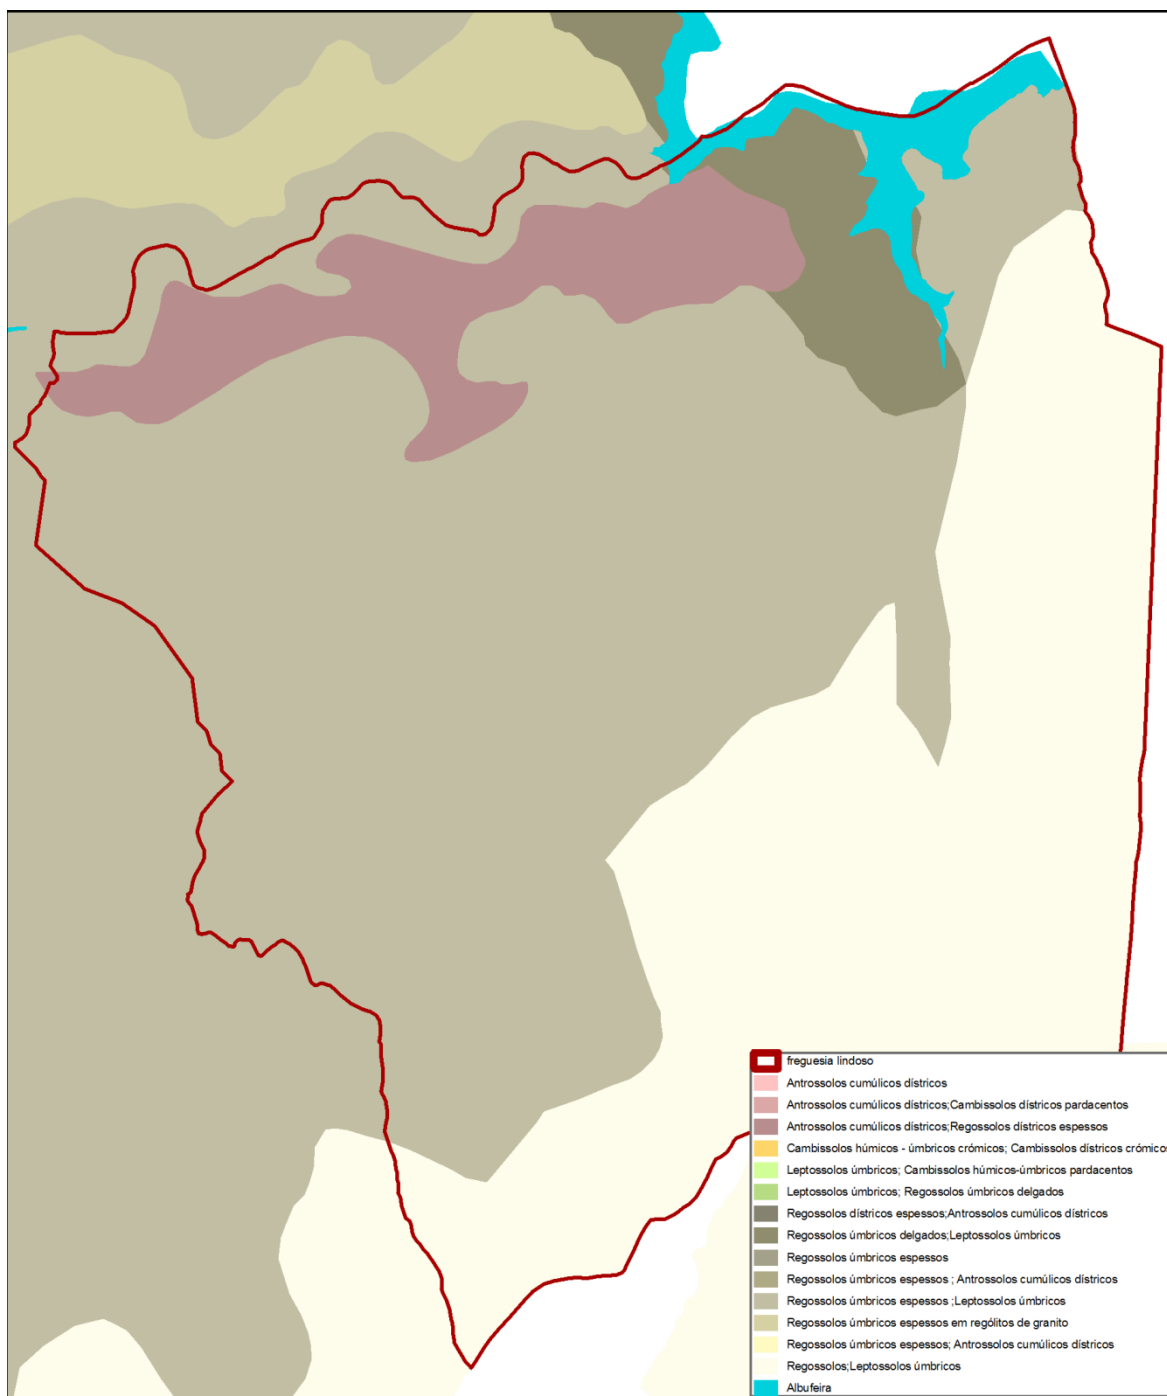 freguesia lindoso
Antrossolos cumúlicos dístricos
Antrossolos cumúlicos dístricos;Cambissolos dístricos pardacentos
Antrossolos cumúlicos dístricos;Regossolos dístricos espessos
Cambissolos húmicos - úmbricos crómicos; Cambissolos dístricos crómicos
Leptossolos úmbricos; Cambissolos húmicos-úmbricos pardacentos
Leptossolos úmbricos; Regossolos úmbricos delgados
Regossolos dístricos espessos;Antrossolos cumúlicos dístricos
Regossolos úmbricos delgados;Leptossolos úmbricos
Regossolos úmbricos espessos
Regossolos úmbricos espessos ; Antrossolos cumúlicos dístricos
Regossolos úmbricos espessos ;Leptossolos úmbricos
Regossolos úmbricos espessos em rególitos de granito
Regossolos úmbricos espessos; Antrossolos cumúlicos dístricos
Regossolos;Leptossolos úmbricos
Albufeira